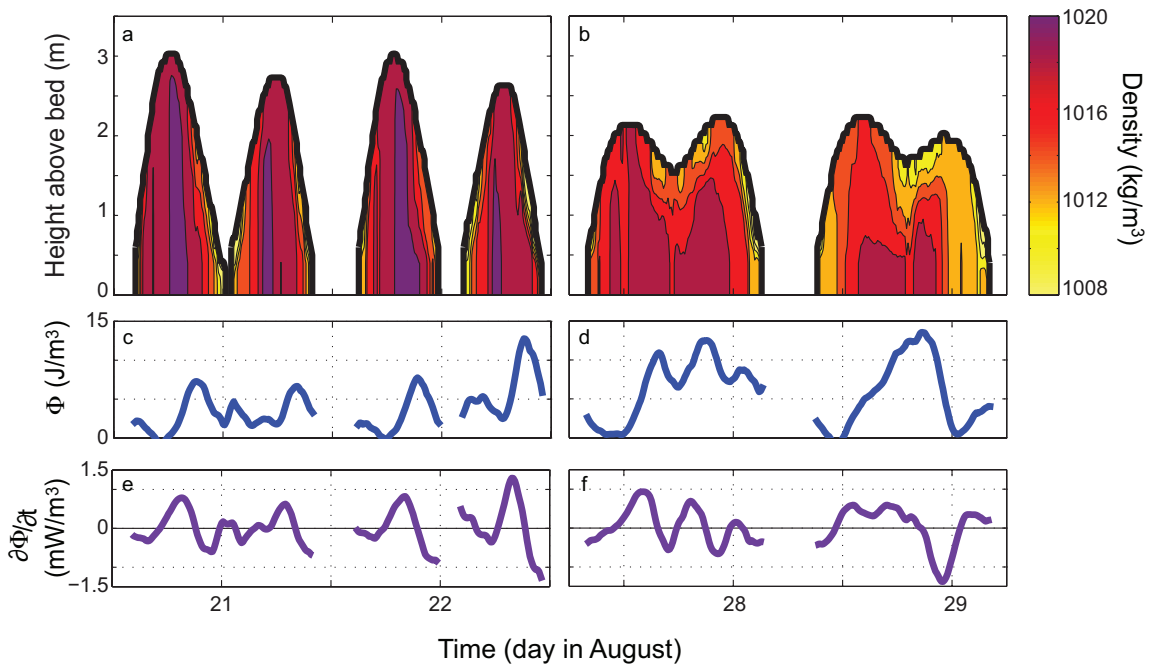 a
b
3
2
1
0
Height above bed (m)
1020
1016
1012
1008
Density (kg/m³)
c
d
15
0
Φ (J/m³)
e
f
1.5
0
−1.5
∂Φ/∂t
(mW/m³)
21
22
28
29
Time (day in August)